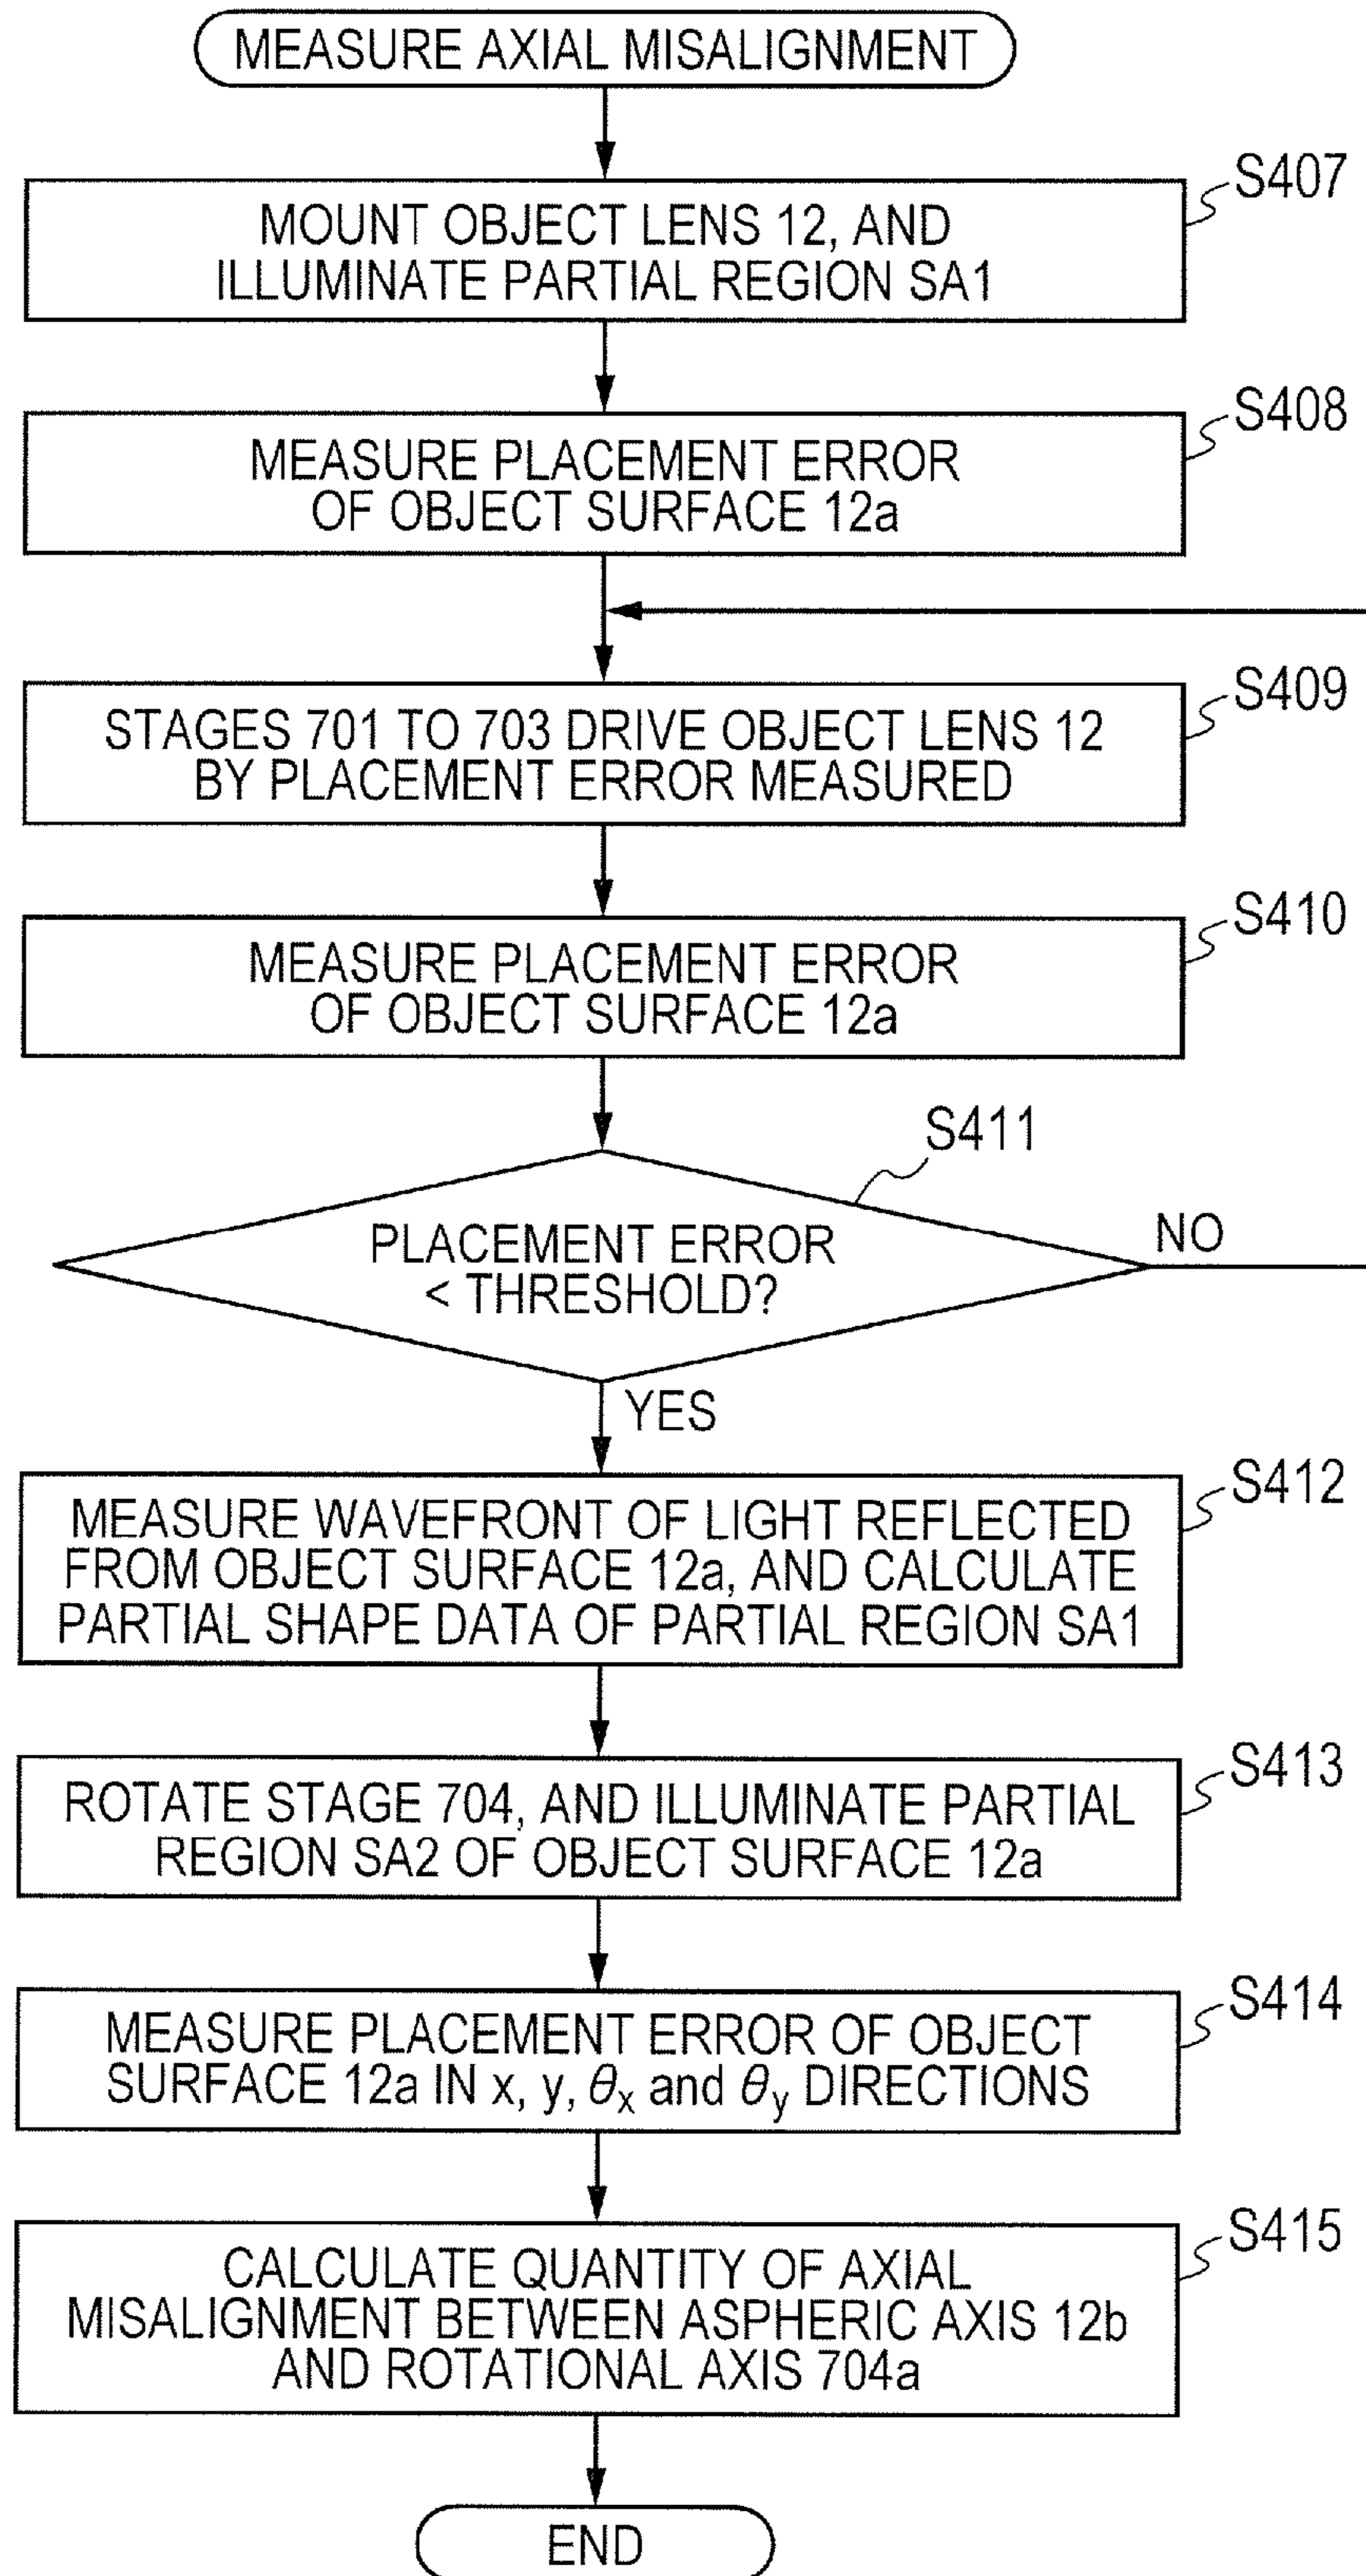 MEASURE AXIAL MISALIGNMENT
S407
MOUNT OBJECT LENS 12, AND
ILLUMINATE PARTIAL REGION SA1
S408
MEASURE PLACEMENT ERROR
OF OBJECT SURFACE 12a
S409
STAGES 701 TO 703 DRIVE OBJECT LENS 12
BY PLACEMENT ERROR MEASURED
S410
MEASURE PLACEMENT ERROR
OF OBJECT SURFACE 12a
S411
PLACEMENT ERROR
< THRESHOLD?
NO
YES
S412
MEASURE WAVEFRONT OF LIGHT REFLECTED
FROM OBJECT SURFACE 12a, AND CALCULATE
PARTIAL SHAPE DATA OF PARTIAL REGION SA1
S413
ROTATE STAGE 704, AND ILLUMINATE PARTIAL
REGION SA2 OF OBJECT SURFACE 12a
S414
MEASURE PLACEMENT ERROR OF OBJECT
SURFACE 12a IN x, y, θx and θy DIRECTIONS
S415
CALCULATE QUANTITY OF AXIAL
MISALIGNMENT BETWEEN ASPHERIC AXIS 12b
AND ROTATIONAL AXIS 704a
END